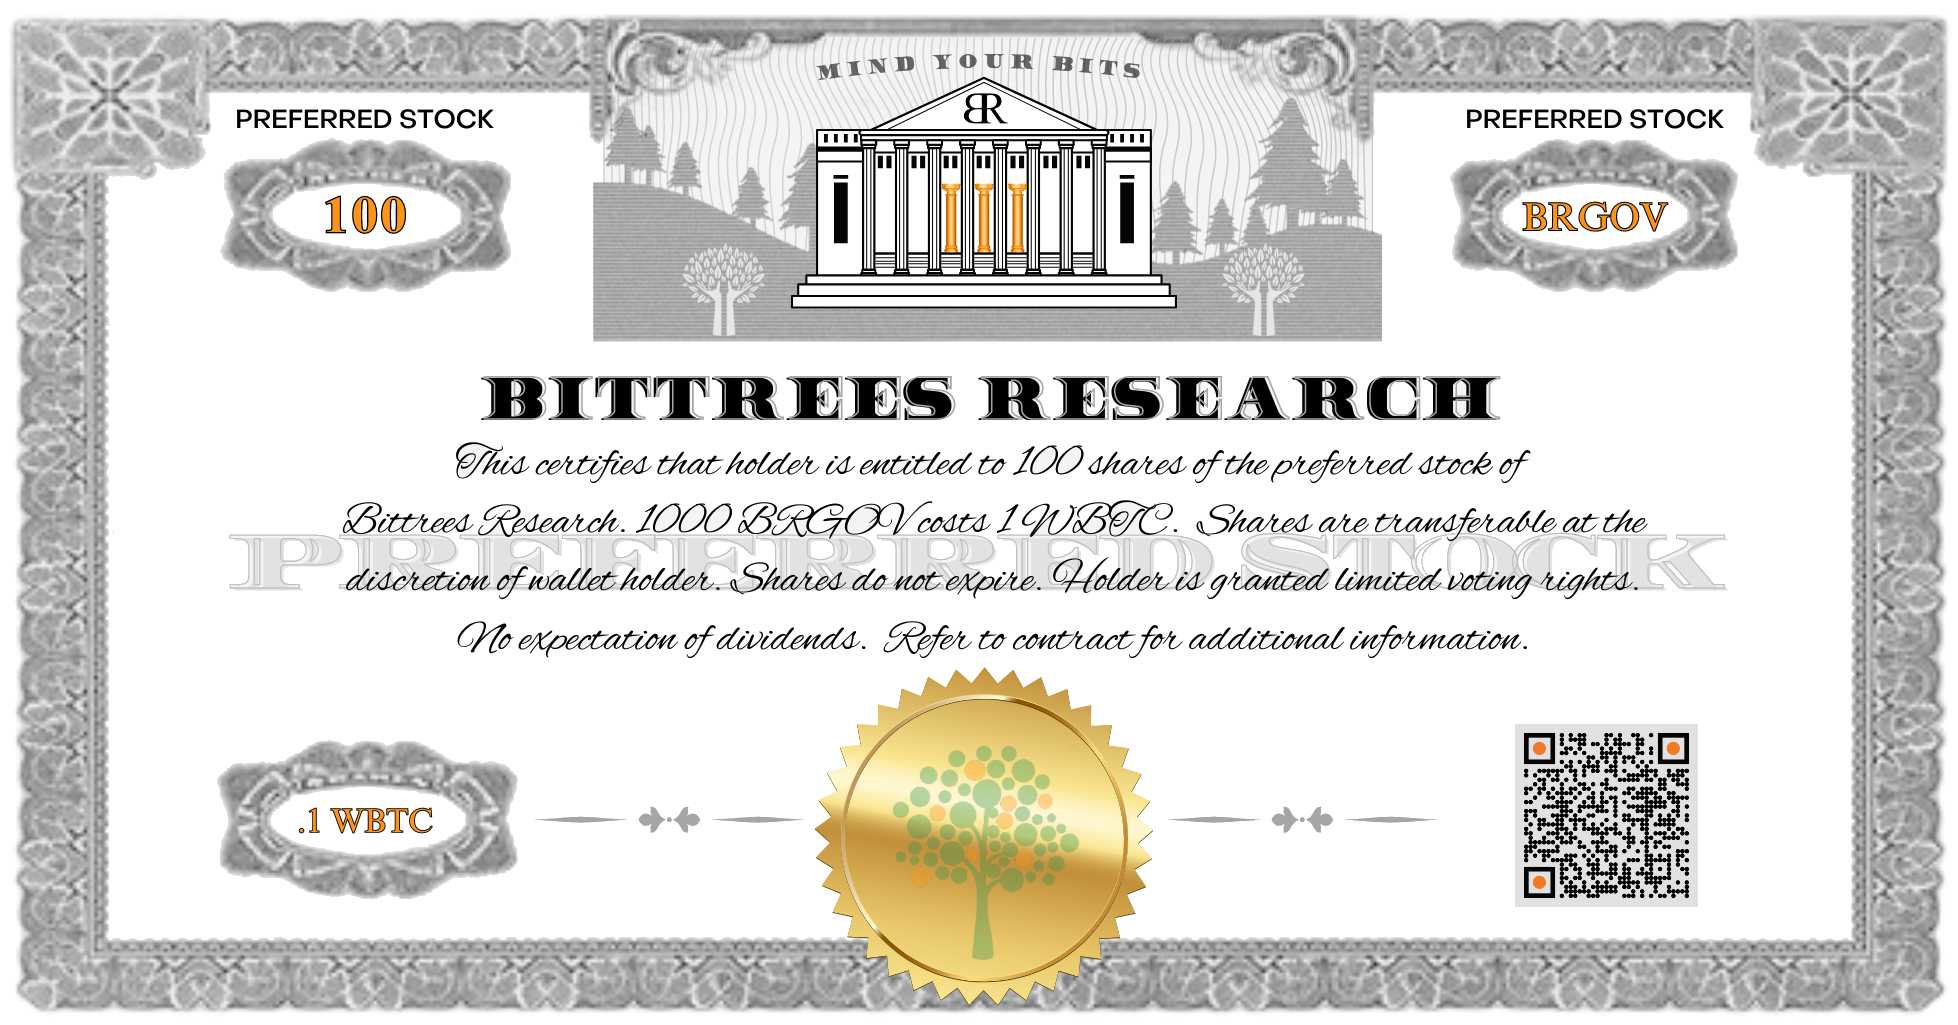 MIND YOUR BITS
BR
PREFERRED STOCK
PREFERRED STOCK
100
BRGOV
BITTREES RESEARCH
This certifies that holder is entitled to 100 shares of the preferred stock of
Bittrees Research. 1000 BRGOV costs 1 WBTC. Shares are transferable at the
PREFERRED STOCK
discretion of wallet holder. Shares do not expire. Holder is granted limited voting rights.
No expectation of dividends. Refer to contract for additional information.
.1 WBTC